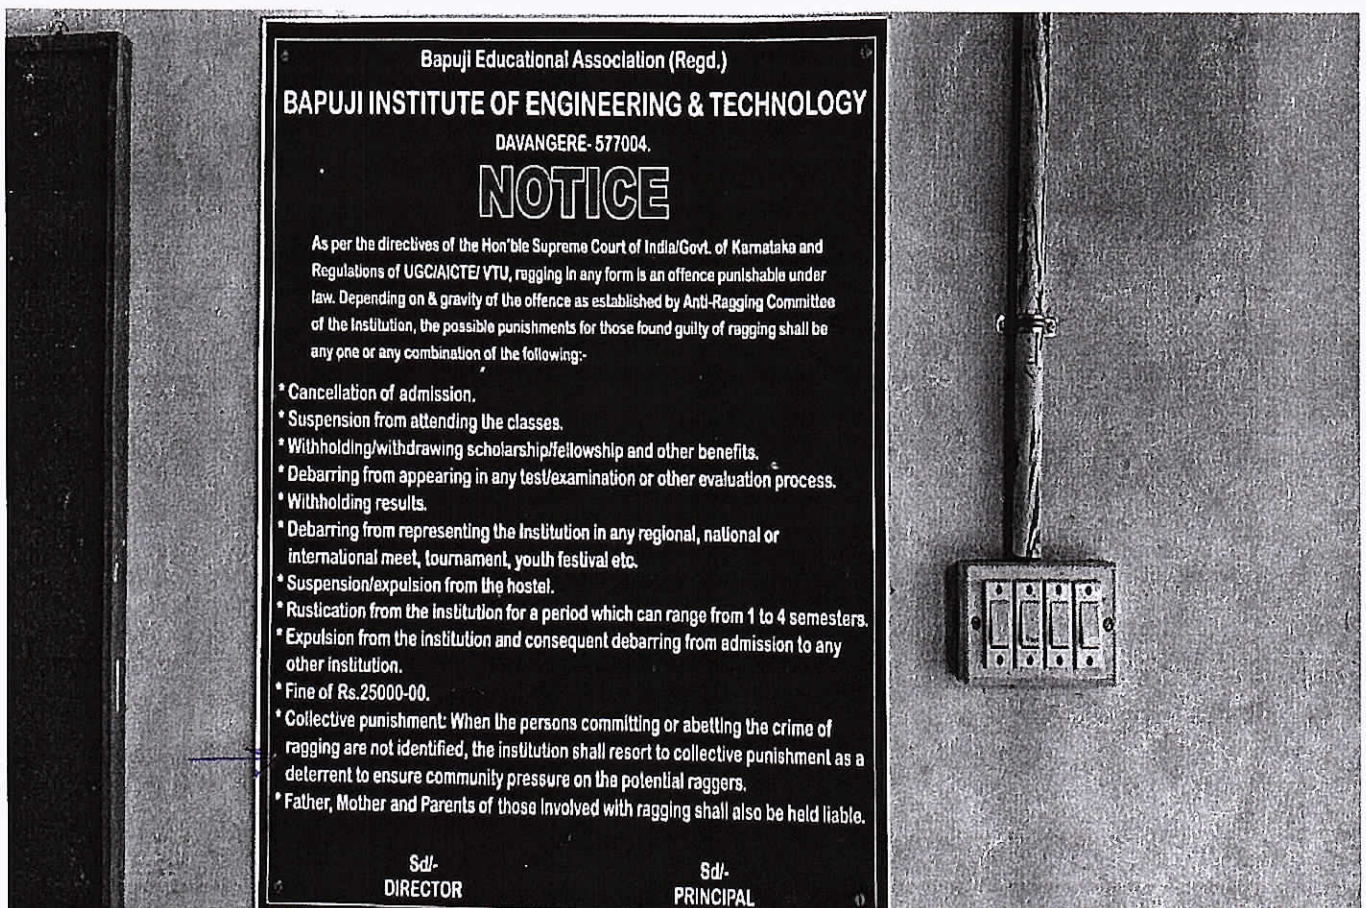 Bapuji Educational Association (Regd.)
BAPUJI INSTITUTE OF ENGINEERING & TECHNOLOGY
DAVANGERE- 577004.
NOTICE
As per the directives of the Hon'ble Supreme Court of India/Govt. of Karnataka and
Regulations of UGC/AICTE/ VTU, ragging in any form is an offence punishable under
law. Depending on & gravity of the offence as established by Anti-Ragging Committee
of the Institution, the possible punishments for those found guilty of ragging shall be
any one or any combination of the following:-
* Cancellation of admission.
* Suspension from attending the classes.
* Withholding/withdrawing scholarship/fellowship and other benefits.
* Debarring from appearing in any test/examination or other evaluation process.
* Withholding results.
* Debarring from representing the Institution in any regional, national or
international meet, tournament, youth festival etc.
* Suspension/expulsion from the hostel.
* Rustication from the institution for a period which can range from 1 to 4 semesters.
* Expulsion from the institution and consequent debarring from admission to any
other institution.
* Fine of Rs.25000-00.
* Collective punishment: When the persons committing or abetting the crime of
ragging are not identified, the institution shall resort to collective punishment as a
deterrent to ensure community pressure on the potential raggers.
* Father, Mother and Parents of those Involved with ragging shall also be held liable.
Sd/- Sd/-
DIRECTOR PRINCIPAL